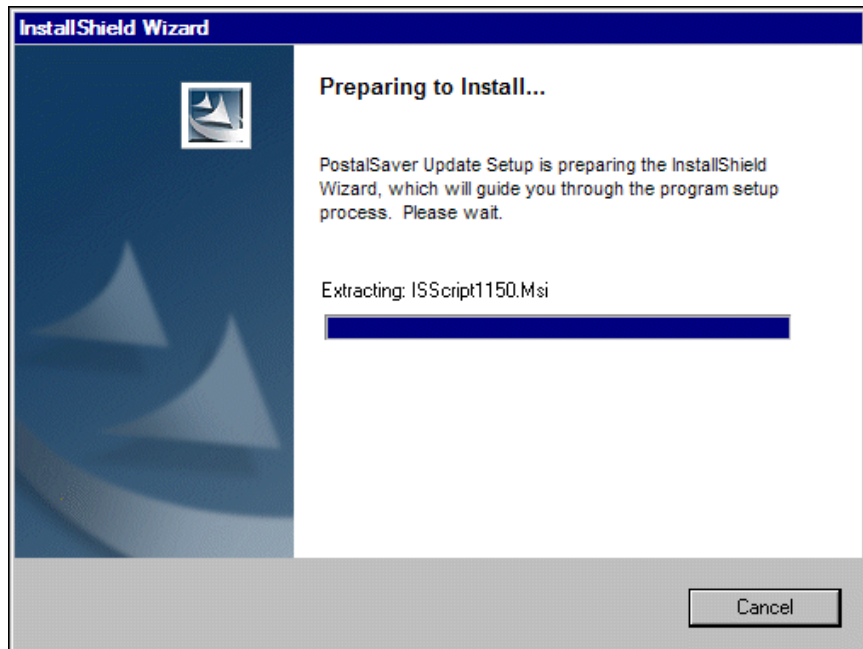 InstallShield Wizard
Preparing to Install...
PostalSaver Update Setup is preparing the InstallShield
Wizard, which will guide you through the program setup
process. Please wait.
Extracting: ISScript1150.Msi
Cancel